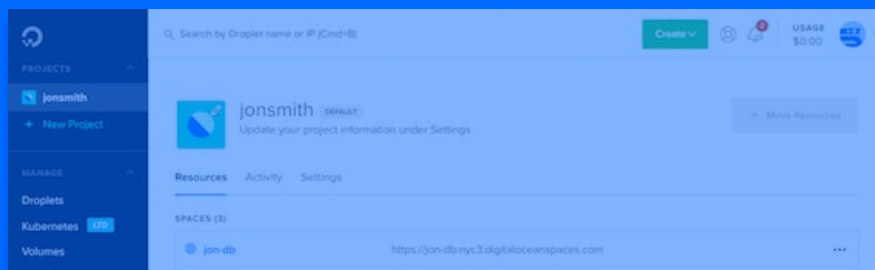 Search by Droplet name or IP (Cmd+B)
Create
USAGE
$0.00
PROJECTS
jonsmith
+ New Project
MANAGE
Droplets
Kubernetes LTD
Volumes
jonsmith DEFAULT
Update your project information under Settings
→ Move Resources
Resources Activity Settings
SPACES (3)
jon-db https://jon-db.nyc3.digitaloceanspaces.com ...